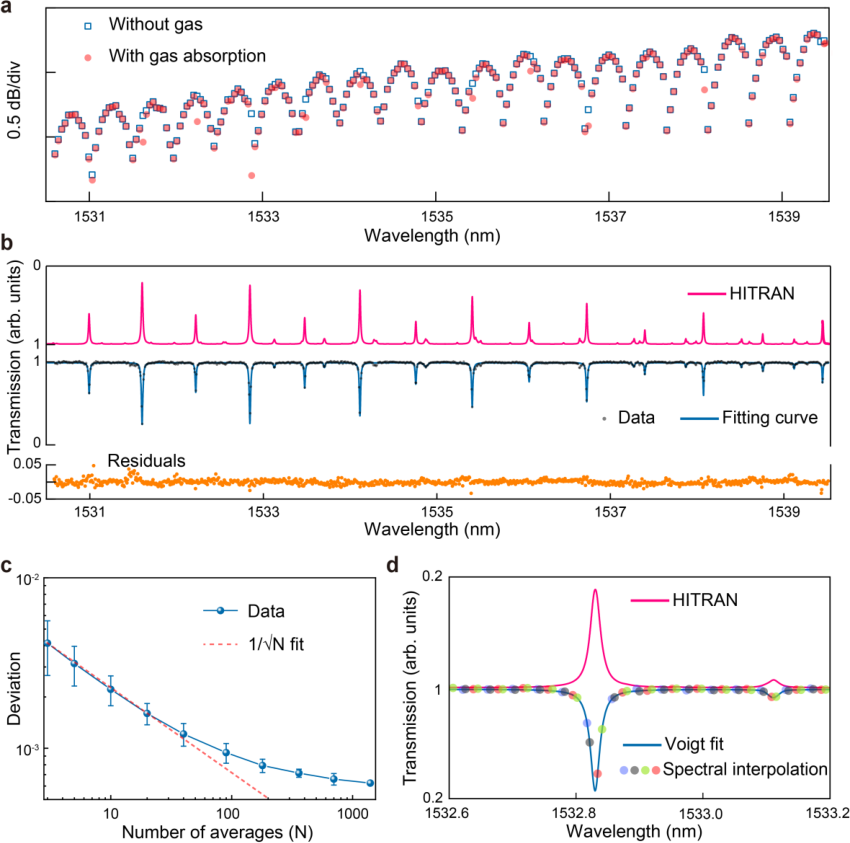 a
Without gas
With gas absorption
0.5 dB/div
1531 1533 1535 1537 1539
Wavelength (nm)
b
Transmission (arb. units)
0
HITRAN
1
1
Data Fitting curve
0
0.05
Residuals
-0.05
1531 1533 1535 1537 1539
Wavelength (nm)
c
Deviation
10-2
Data
1/√N fit
10-3
10 100 1000
Number of averages (N)
d
Transmission (arb. units)
0.2
HITRAN
1
Voigt fit
Spectral interpolation
0.2
1532.6 1532.8 1533.0 1533.2
Wavelength (nm)